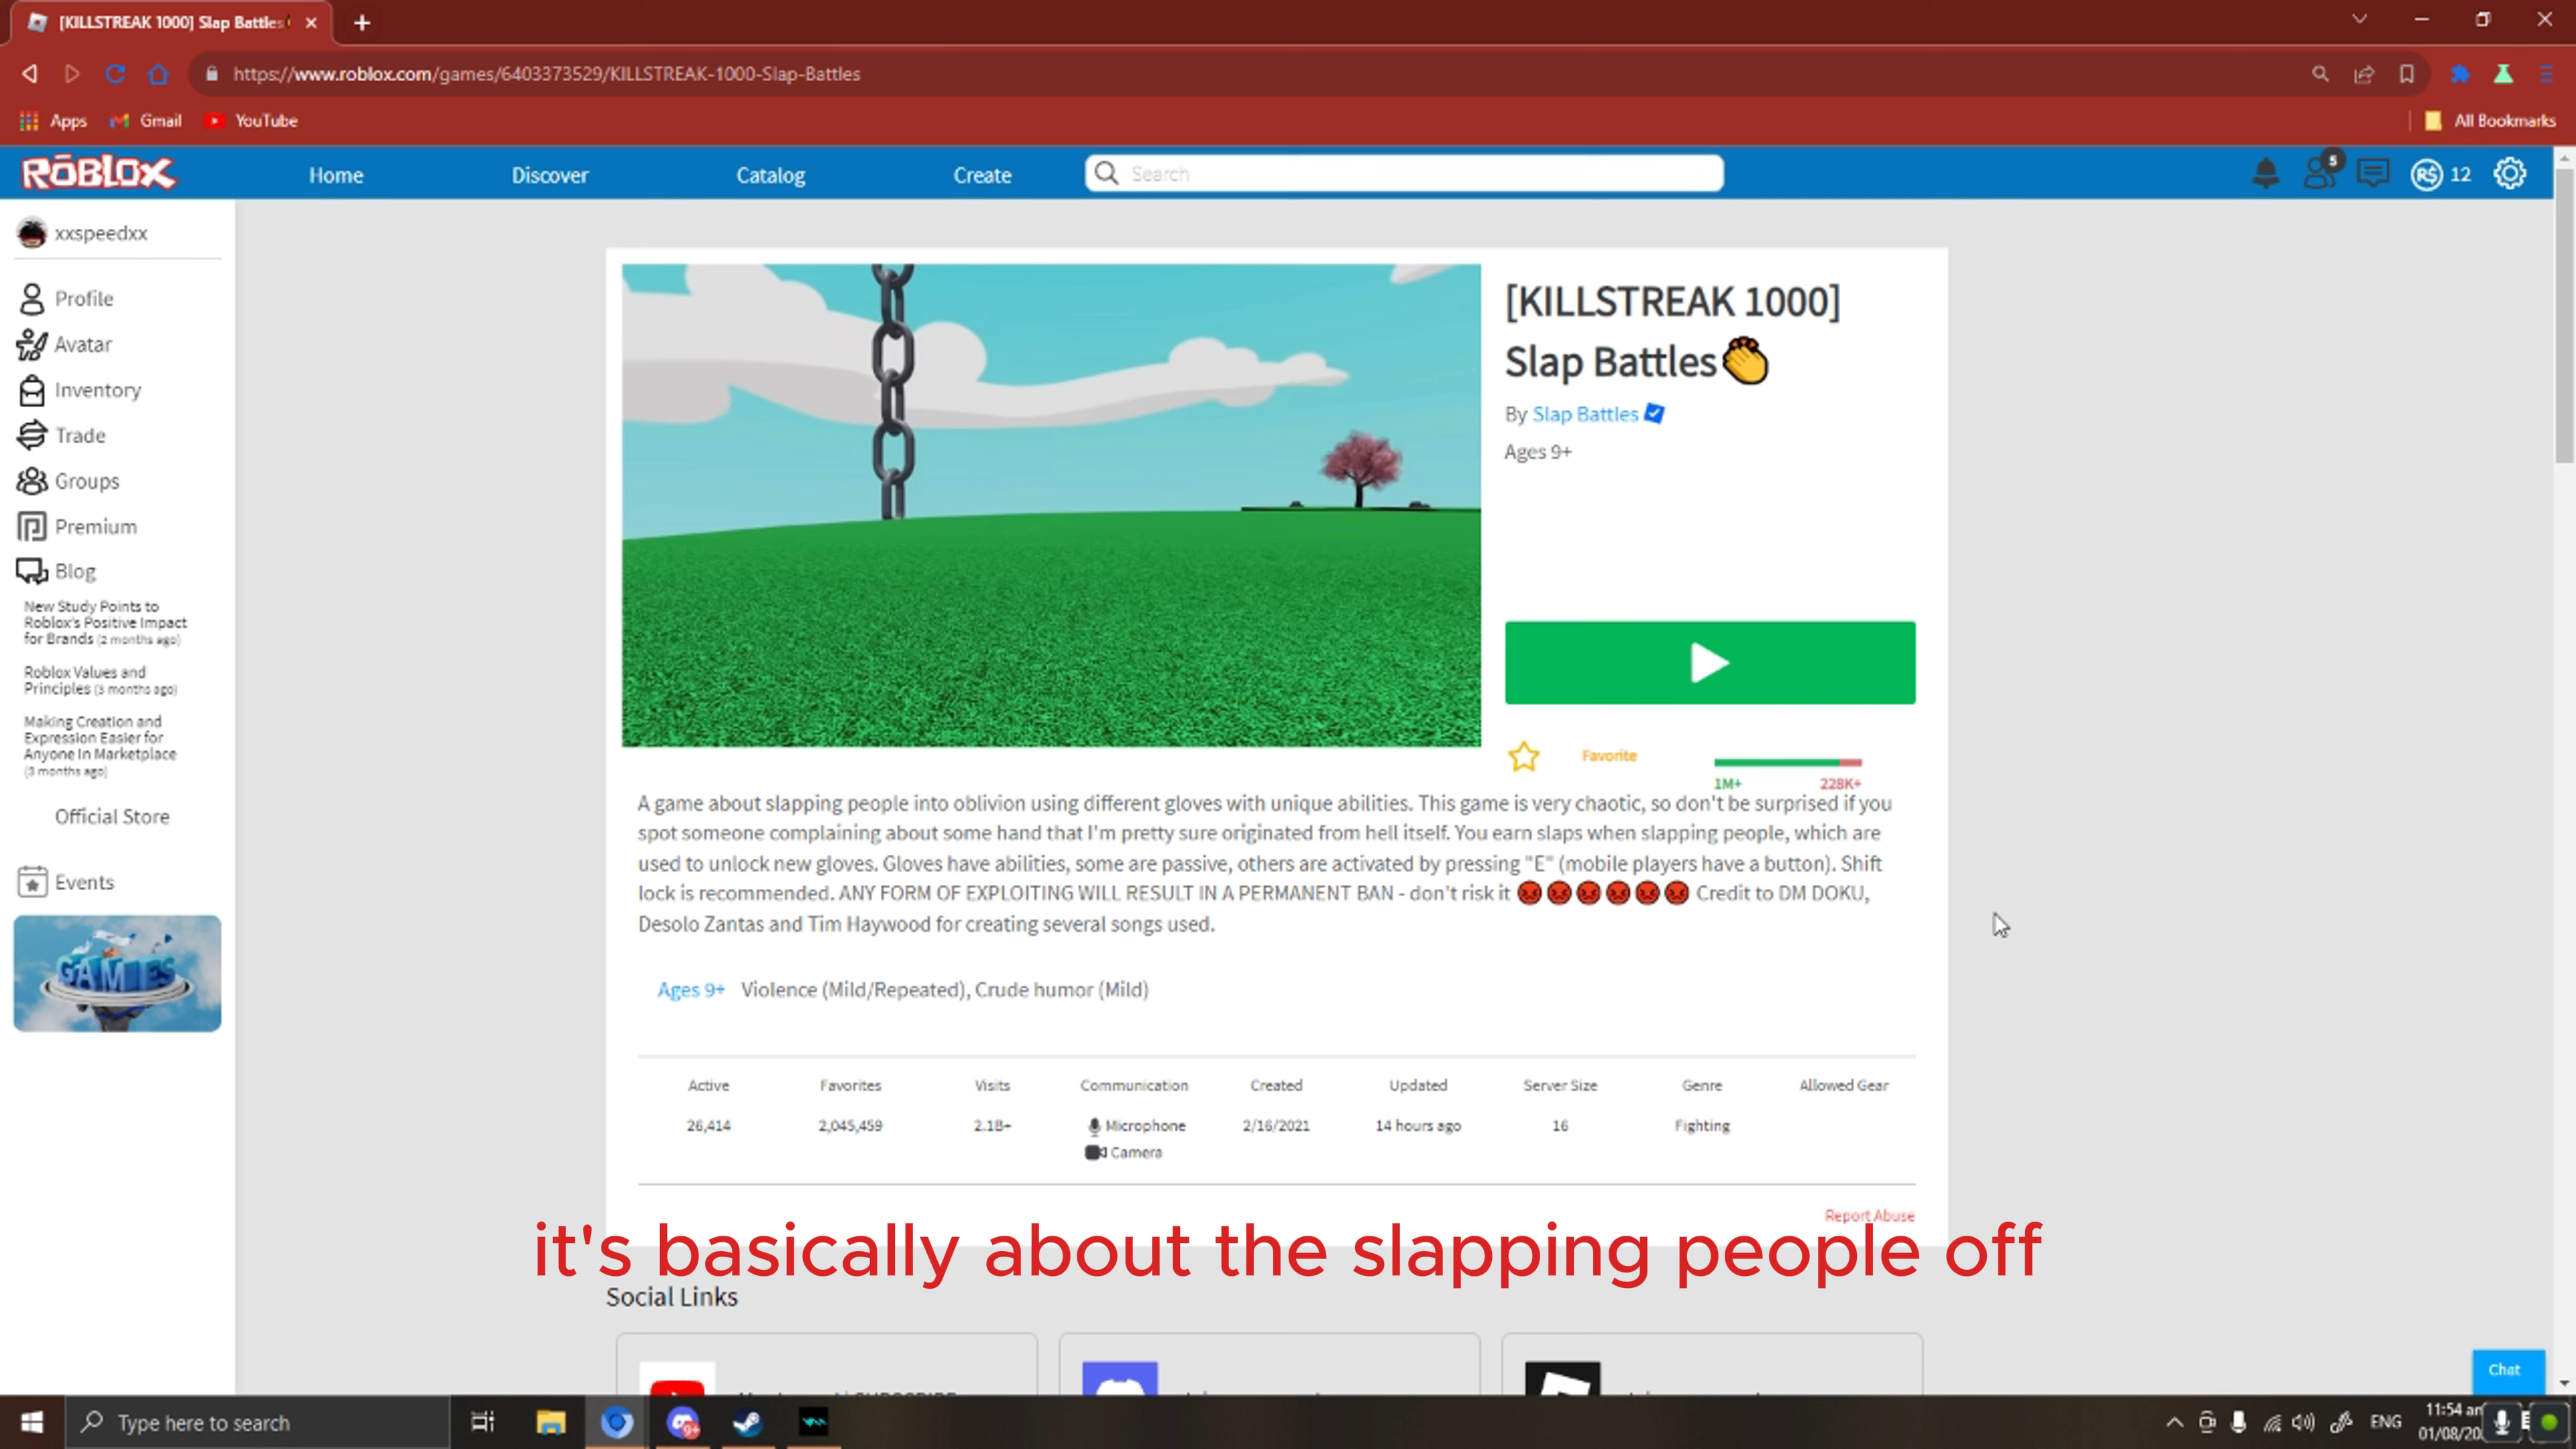 [KILLSTREAK 1000] Slap Battles
https://www.roblox.com/games/6403373529/KILLSTREAK-1000-Slap-Battles
Apps
Gmail
YouTube
All Bookmarks
ROBLOX
Home
Discover
Catalog
Create
Search
5
R$ 12
xxspeedxx
Profile
Avatar
Inventory
Trade
Groups
Premium
Blog
New Study Points to
Roblox's Positive Impact
for Brands (2 months ago)
Roblox Values and
Principles (3 months ago)
Making Creation and
Expression Easier for
Anyone in Marketplace
(3 months ago)
Official Store
Events
GAMES
[KILLSTREAK 1000]
Slap Battles👏
By Slap Battles
Ages 9+
Favorite
1M+
228K+
A game about slapping people into oblivion using different gloves with unique abilities. This game is very chaotic, so don't be surprised if you
spot someone complaining about some hand that I'm pretty sure originated from hell itself. You earn slaps when slapping people, which are
used to unlock new gloves. Gloves have abilities, some are passive, others are activated by pressing "E" (mobile players have a button). Shift
lock is recommended. ANY FORM OF EXPLOITING WILL RESULT IN A PERMANENT BAN - don't risk it 😡😡😡😡😡😡 Credit to DM DOKU,
Desolo Zantas and Tim Haywood for creating several songs used.
Ages 9+ Violence (Mild/Repeated), Crude humor (Mild)
Active Favorites Visits Communication Created Updated Server Size Genre Allowed Gear
26,414 2,045,459 2.1B+ Microphone 2/16/2021 14 hours ago 16 Fighting
Camera
Report Abuse
it's basically about the slapping people off
Social Links
Chat
Type here to search
9+
ENG
11:54 am
01/08/20